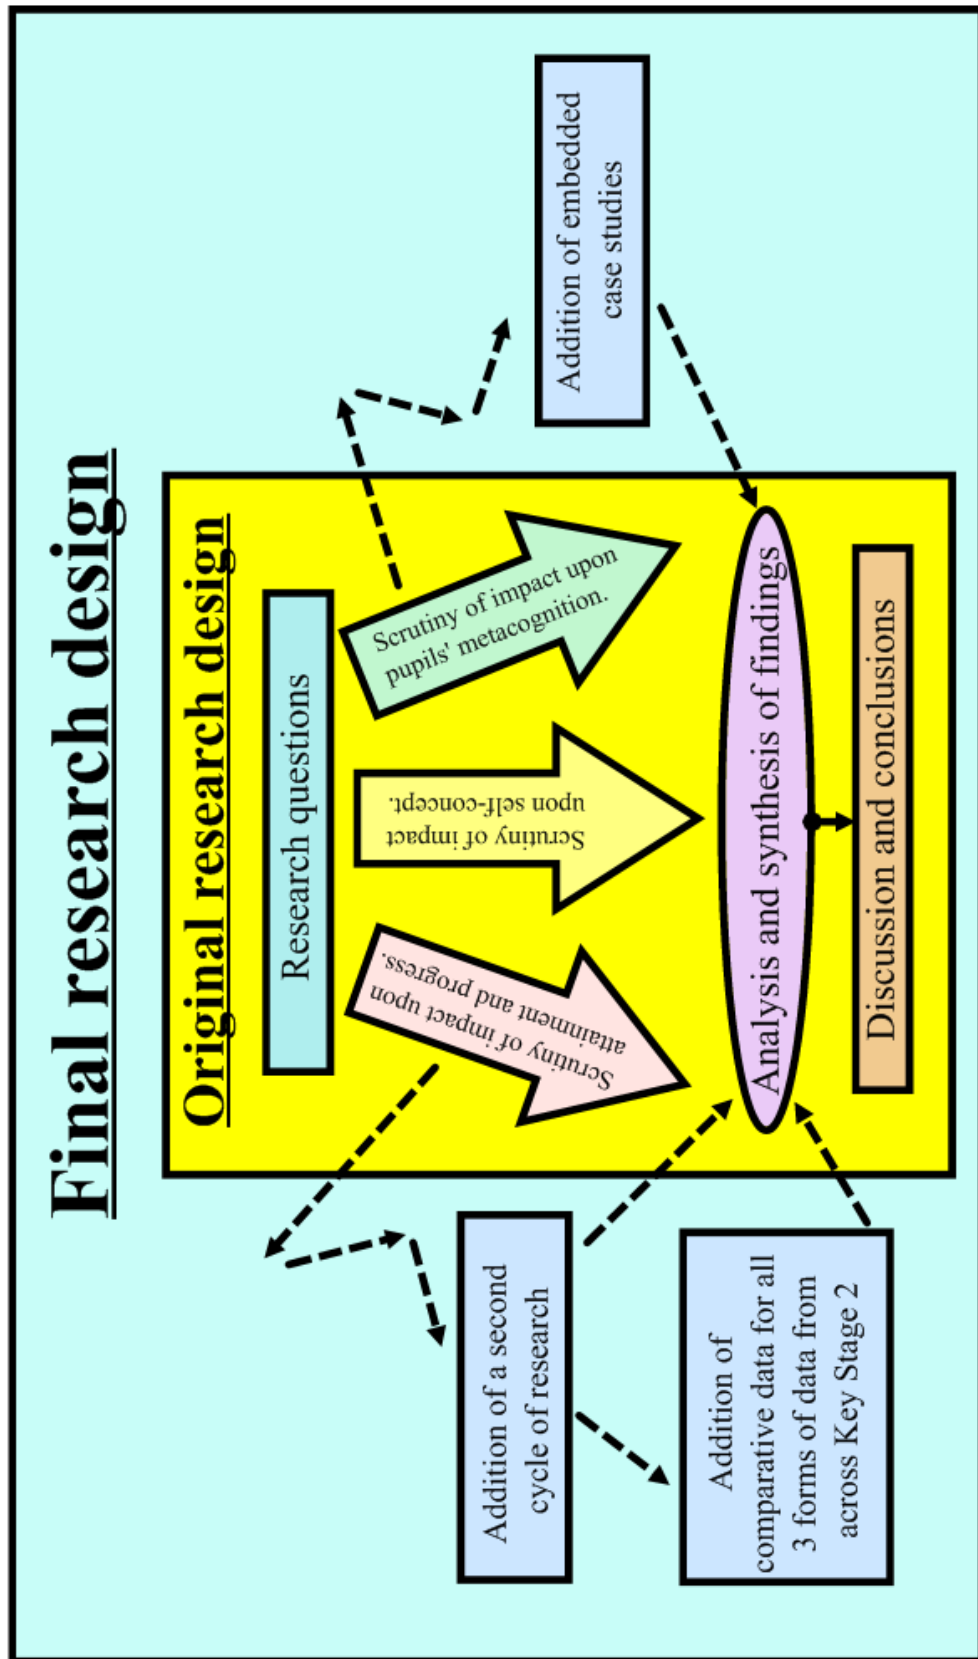 Final research design
Original research design
Research questions
Scrutiny of impact upon
attainment and progress.
Scrutiny of impact
upon self-concept.
Scrutiny of impact upon
pupils' metacognition.
Addition of a second
cycle of research
Addition of
comparative data for all
3 forms of data from
across Key Stage 2
Addition of embedded
case studies
Analysis and synthesis of findings
Discussion and conclusions